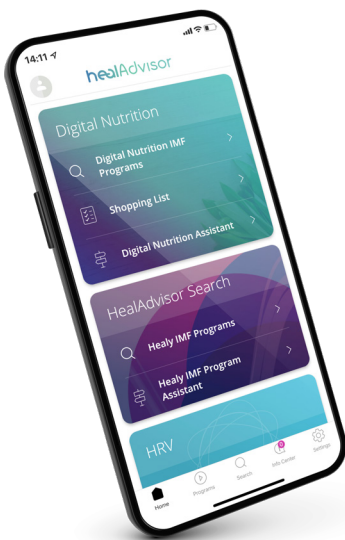 14:11
healAdvisor
Digital Nutrition
Digital Nutrition IMF
Programs
Shopping List
Digital Nutrition Assistant
HealAdvisor Search
Healy IMF Programs
Healy IMF Program
Assistant
HRV
Home
Programs
Search
Info Center
Settings